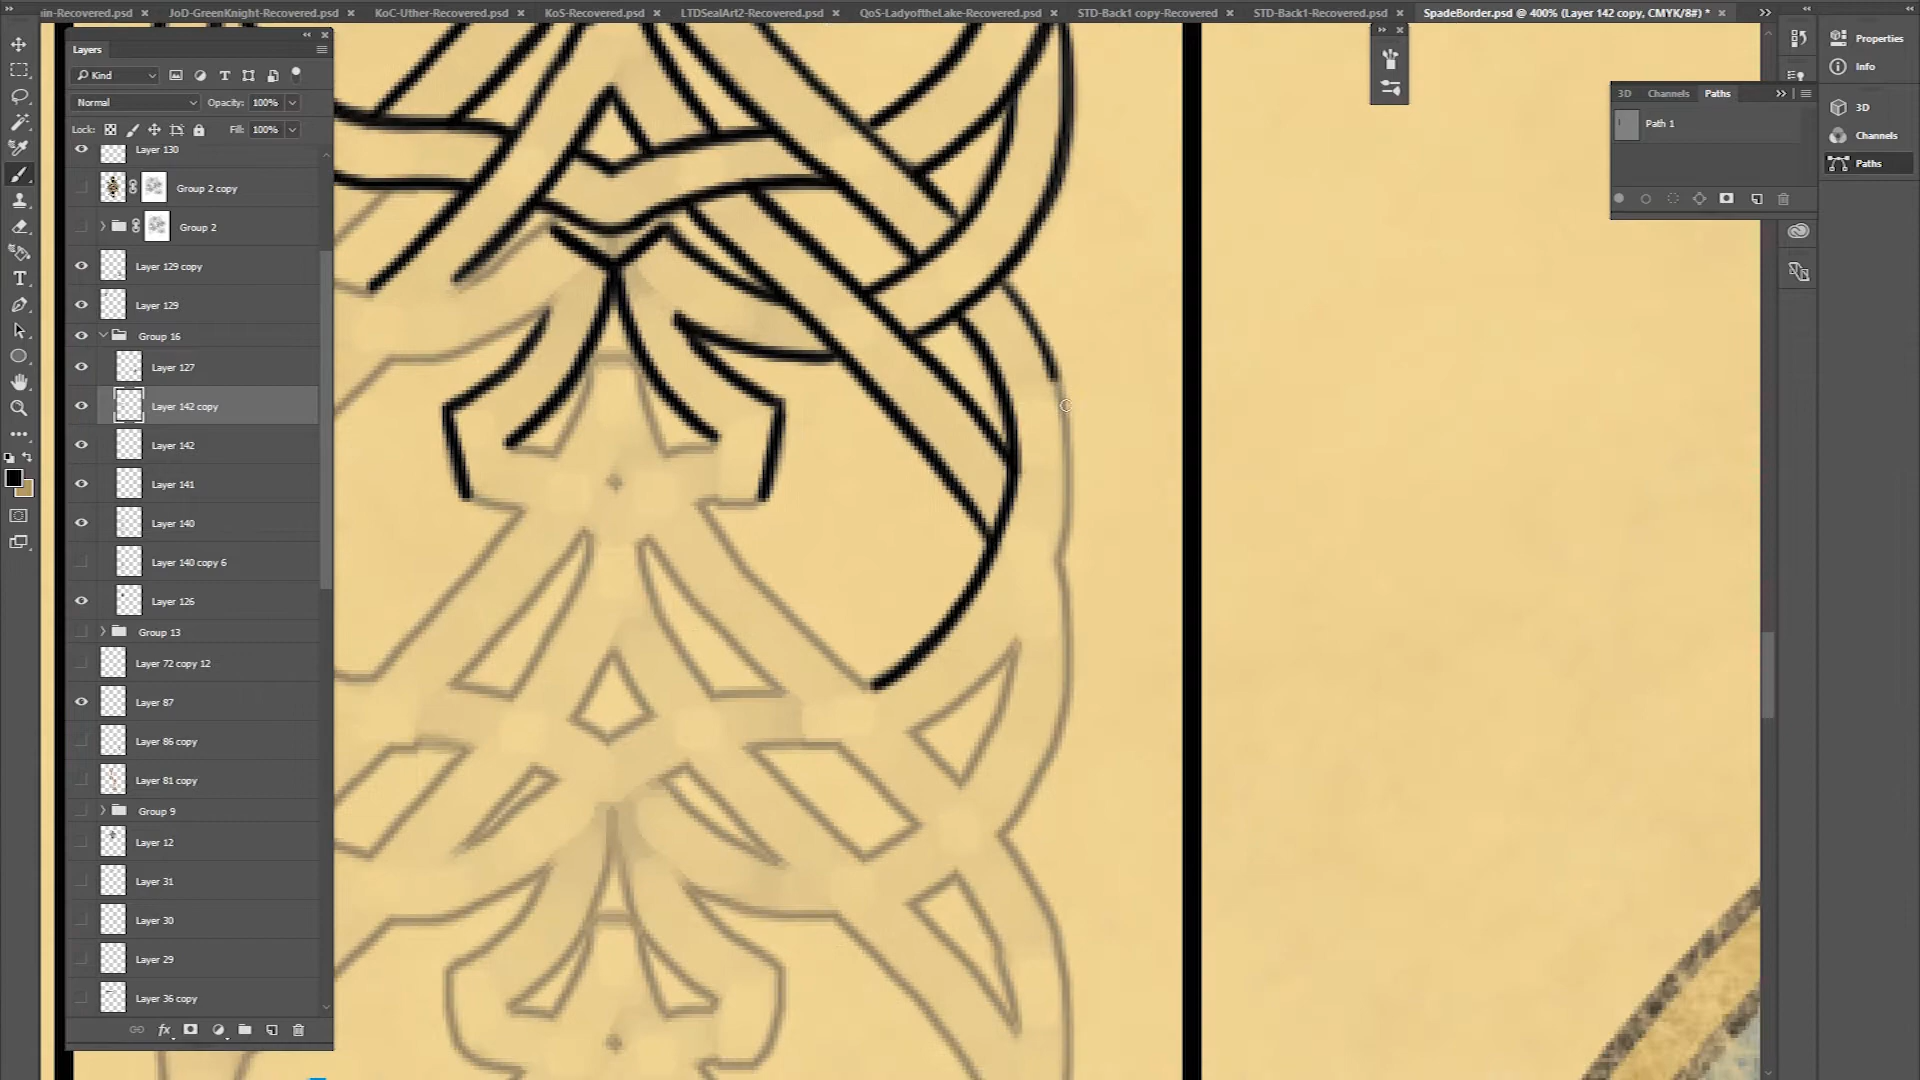 in-Recovered.psd × JoD-GreenKnight-Recovered.psd × KoC-Uther-Recovered.psd × KoS-Recovered.psd × LTDSealArt2-Recovered.psd × QoS-LadyoftheLake-Recovered.psd × STD-Back1 copy-Recovered.psd × STD-Back1-Recovered.psd × SpadeBorder.psd @ 400% (Layer 142 copy, CMYK/8#) * ×
Layers
Kind
Normal Opacity: 100%
Lock: Fill: 100%
Layer 130
Group 2 copy
Group 2
Layer 129 copy
Layer 129
Group 16
Layer 127
Layer 142 copy
Layer 142
Layer 141
Layer 140
Layer 140 copy 6
Layer 126
Group 13
Layer 72 copy 12
Layer 87
Layer 86 copy
Layer 81 copy
Group 9
Layer 12
Layer 31
Layer 30
Layer 29
Layer 36 copy
fx
3D Channels Paths
Path 1
Properties
Info
3D
Channels
Paths